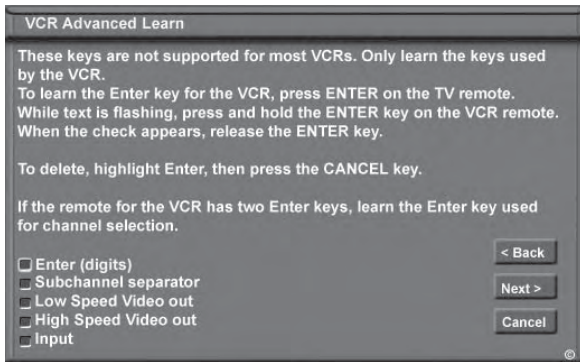 VCR Advanced Learn
These keys are not supported for most VCRs. Only learn the keys used
by the VCR.
To learn the Enter key for the VCR, press ENTER on the TV remote.
While text is flashing, press and hold the ENTER key on the VCR remote.
When the check appears, release the ENTER key.
To delete, highlight Enter, then press the CANCEL key.
If the remote for the VCR has two Enter keys, learn the Enter key used
for channel selection.
Enter (digits)
Subchannel separator
Low Speed Video out
High Speed Video out
Input
< Back
Next >
Cancel
©